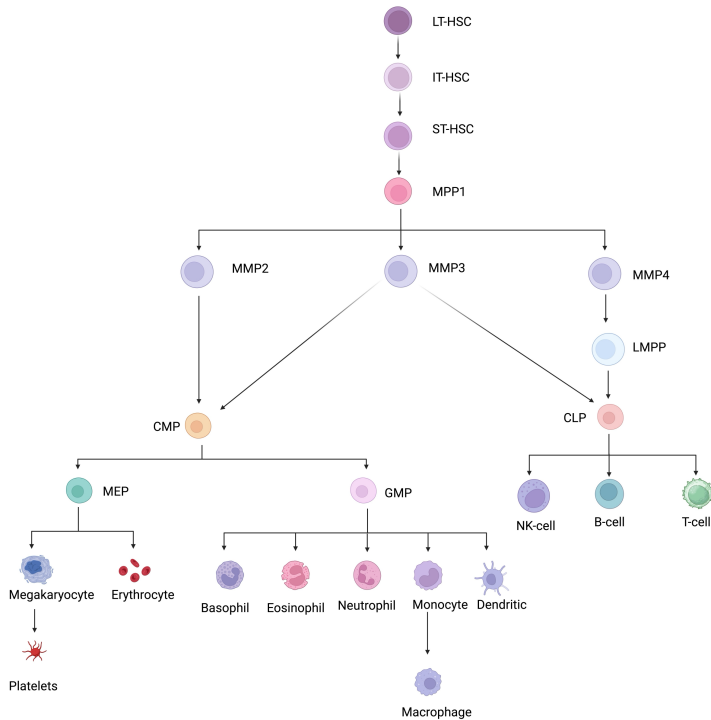 LT-HSC
IT-HSC
ST-HSC
MPP1
MMP2
MMP3
MMP4
LMPP
CMP
CLP
MEP
GMP
NK-cell
B-cell
T-cell
Megakaryocyte
Erythrocyte
Basophil
Eosinophil
Neutrophil
Monocyte
Dendritic
Platelets
Macrophage